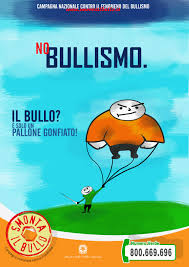 CAMPAGNA NAZIONALE CONTRO IL FENOMENO DEL BULLISMO
NO
BULLISMO.
IL BULLO?
È SOLO UN
PALLONE GONFIATO!
SMONTA
IL BULLO
800.669.696